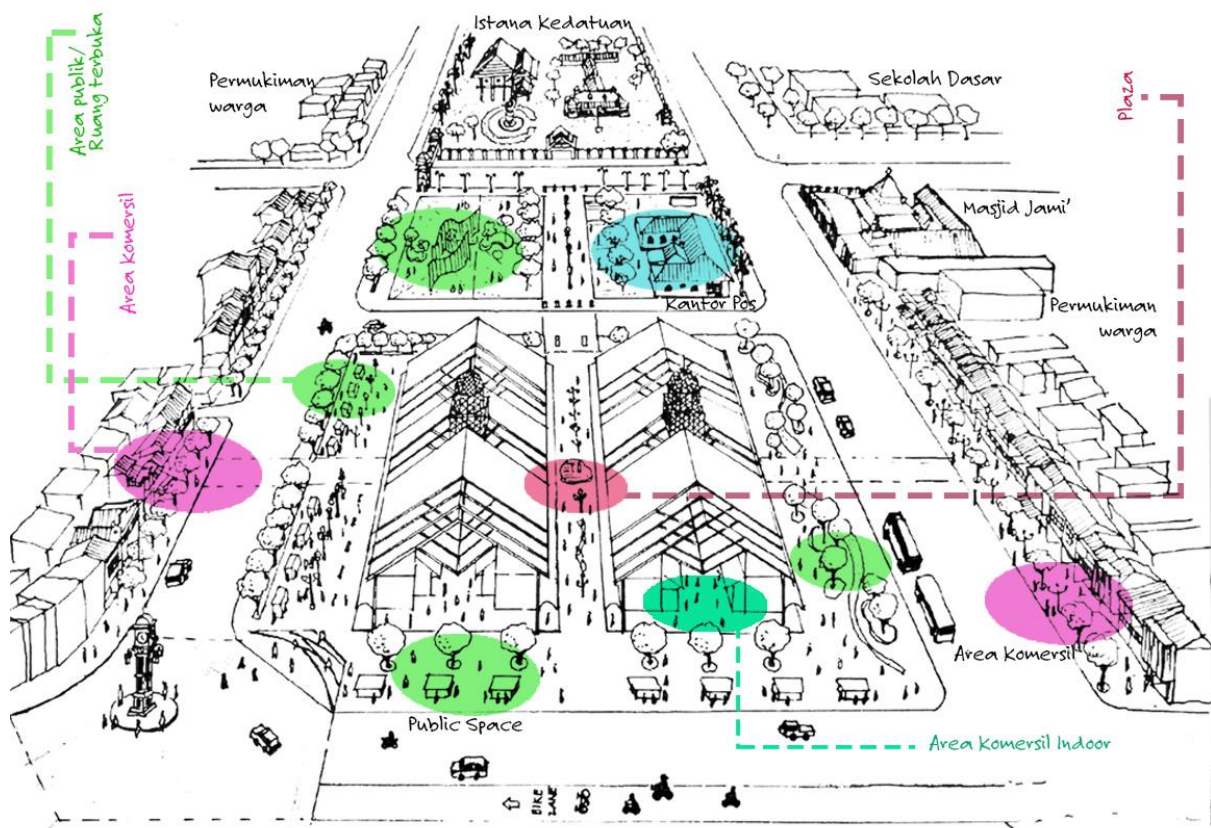 Istana Kedatuan
Area publik/
Ruang terbuka
Permukiman
warga
Sekolah Dasar
Plaza
Area Komersil
Masjid Jami'
Kantor Pos
Permukiman
warga
Area Komersil
Public Space
Area Komersil Indoor
BIKE
LANE